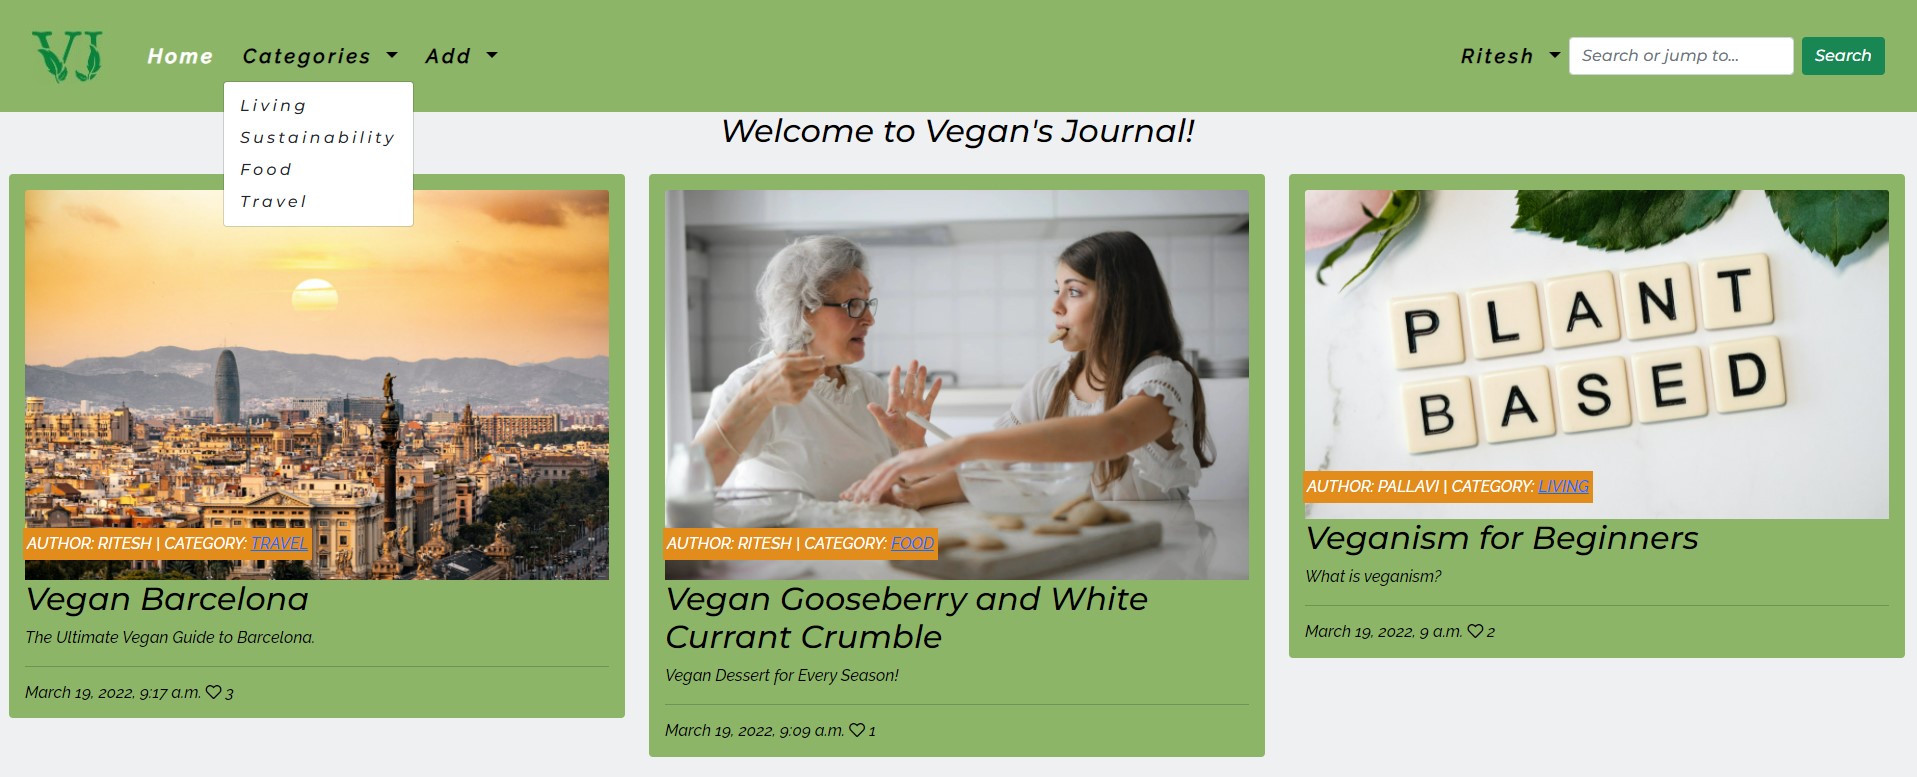 VJ Home Categories Add Ritesh Search or jump to... Search
Living
Sustainability
Food
Travel
Welcome to Vegan's Journal!
AUTHOR: RITESH | CATEGORY: TRAVEL
Vegan Barcelona
The Ultimate Vegan Guide to Barcelona.
March 19, 2022, 9:17 a.m. 3
AUTHOR: RITESH | CATEGORY: FOOD
Vegan Gooseberry and White
Currant Crumble
Vegan Dessert for Every Season!
March 19, 2022, 9:09 a.m. 1
PLANT
BASED
AUTHOR: PALLAVI | CATEGORY: LIVING
Veganism for Beginners
What is veganism?
March 19, 2022, 9 a.m. 2